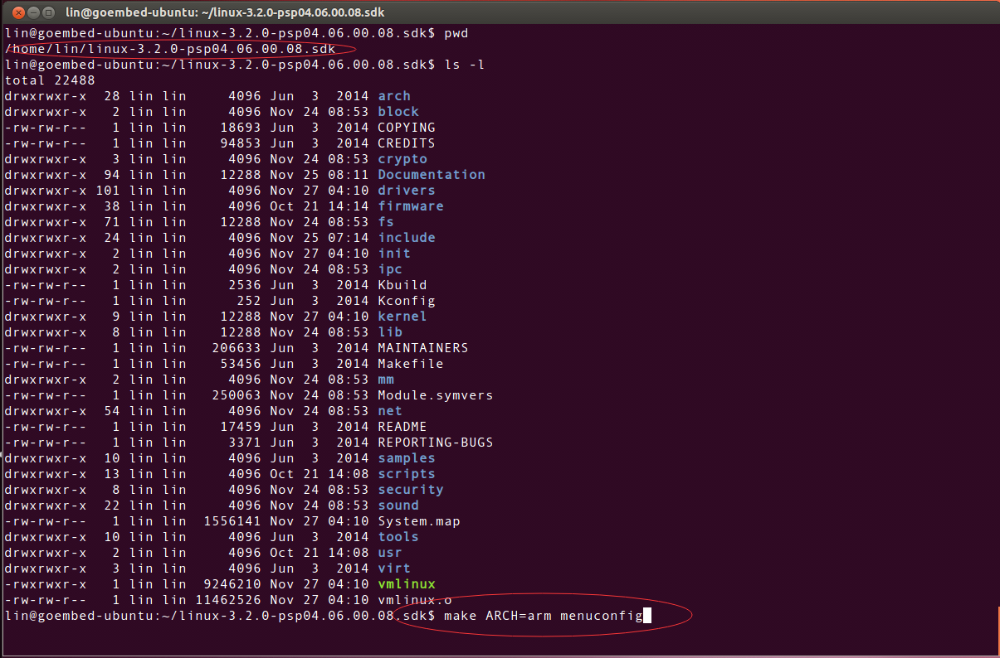 lin@goembed-ubuntu: ~/linux-3.2.0-psp04.06.00.08.sdk
lin@goembed-ubuntu:~/linux-3.2.0-psp04.06.00.08.sdk$ pwd
/home/lin/linux-3.2.0-psp04.06.00.08.sdk
lin@goembed-ubuntu:~/linux-3.2.0-psp04.06.00.08.sdk$ ls -l
total 22488
drwxrwxr-x  28 lin lin     4096 Jun  3  2014 arch
drwxrwxr-x   2 lin lin     4096 Nov 24 08:53 block
-rw-rw-r--   1 lin lin    18693 Jun  3  2014 COPYING
-rw-rw-r--   1 lin lin    94853 Jun  3  2014 CREDITS
drwxrwxr-x   3 lin lin     4096 Nov 24 08:53 crypto
drwxrwxr-x  94 lin lin    12288 Nov 25 08:11 Documentation
drwxrwxr-x 101 lin lin     4096 Nov 27 04:10 drivers
drwxrwxr-x  38 lin lin     4096 Oct 21 14:14 firmware
drwxrwxr-x  71 lin lin    12288 Nov 24 08:53 fs
drwxrwxr-x  24 lin lin     4096 Nov 25 07:14 include
drwxrwxr-x   2 lin lin     4096 Nov 27 04:10 init
drwxrwxr-x   2 lin lin     4096 Nov 24 08:53 ipc
-rw-rw-r--   1 lin lin     2536 Jun  3  2014 Kbuild
-rw-rw-r--   1 lin lin      252 Jun  3  2014 Kconfig
drwxrwxr-x   9 lin lin    12288 Nov 27 04:10 kernel
drwxrwxr-x   8 lin lin    12288 Nov 24 08:53 lib
-rw-rw-r--   1 lin lin   206633 Jun  3  2014 MAINTAINERS
-rw-rw-r--   1 lin lin    53456 Jun  3  2014 Makefile
drwxrwxr-x   2 lin lin     4096 Nov 24 08:53 mm
-rw-rw-r--   1 lin lin   250063 Nov 24 08:53 Module.symvers
drwxrwxr-x  54 lin lin     4096 Nov 24 08:53 net
-rw-rw-r--   1 lin lin    17459 Jun  3  2014 README
-rw-rw-r--   1 lin lin     3371 Jun  3  2014 REPORTING-BUGS
drwxrwxr-x  10 lin lin     4096 Jun  3  2014 samples
drwxrwxr-x  13 lin lin     4096 Oct 21 14:08 scripts
drwxrwxr-x   8 lin lin     4096 Nov 24 08:53 security
drwxrwxr-x  22 lin lin     4096 Nov 24 08:53 sound
-rw-rw-r--   1 lin lin  1556141 Nov 27 04:10 System.map
drwxrwxr-x  10 lin lin     4096 Jun  3  2014 tools
drwxrwxr-x   2 lin lin     4096 Oct 21 14:08 usr
drwxrwxr-x   3 lin lin     4096 Jun  3  2014 virt
-rwxrwxr-x   1 lin lin  9246210 Nov 27 04:10 vmlinux
-rw-rw-r--   1 lin lin 11462526 Nov 27 04:10 vmlinux.o
lin@goembed-ubuntu:~/linux-3.2.0-psp04.06.00.08.sdk$ make ARCH=arm menuconfig